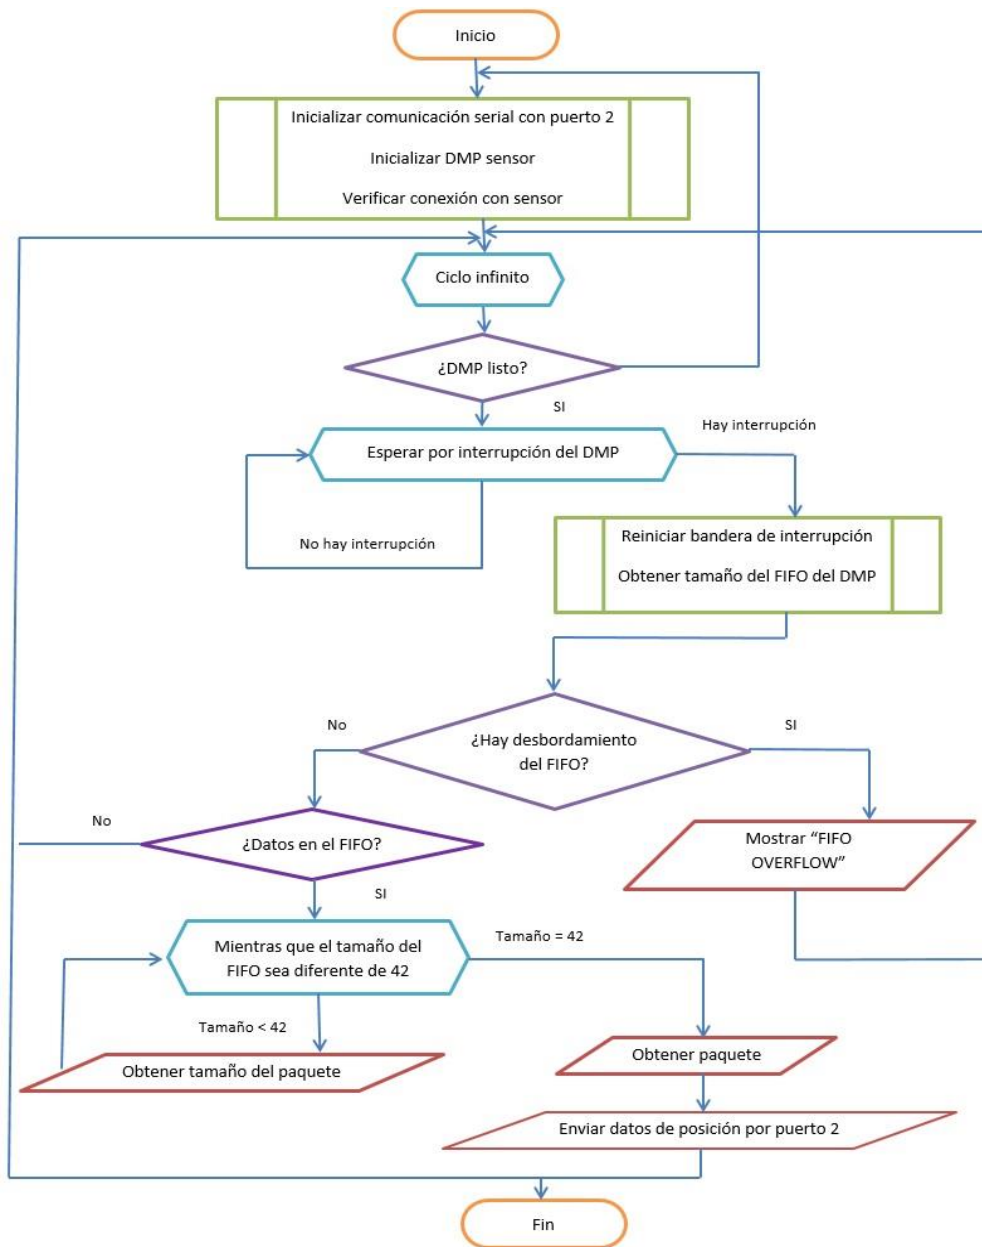 Inicio
Inicializar comunicación serial con puerto 2
Inicializar DMP sensor
Verificar conexión con sensor
Ciclo infinito
¿DMP listo?
SI
Hay interrupción
Esperar por interrupción del DMP
No hay interrupción
Reiniciar bandera de interrupción
Obtener tamaño del FIFO del DMP
No
SI
¿Hay desbordamiento
del FIFO?
No
¿Datos en el FIFO?
Mostrar “FIFO
OVERFLOW”
SI
Mientras que el tamaño del
FIFO sea diferente de 42
Tamaño = 42
Tamaño < 42
Obtener tamaño del paquete
Obtener paquete
Enviar datos de posición por puerto 2
Fin